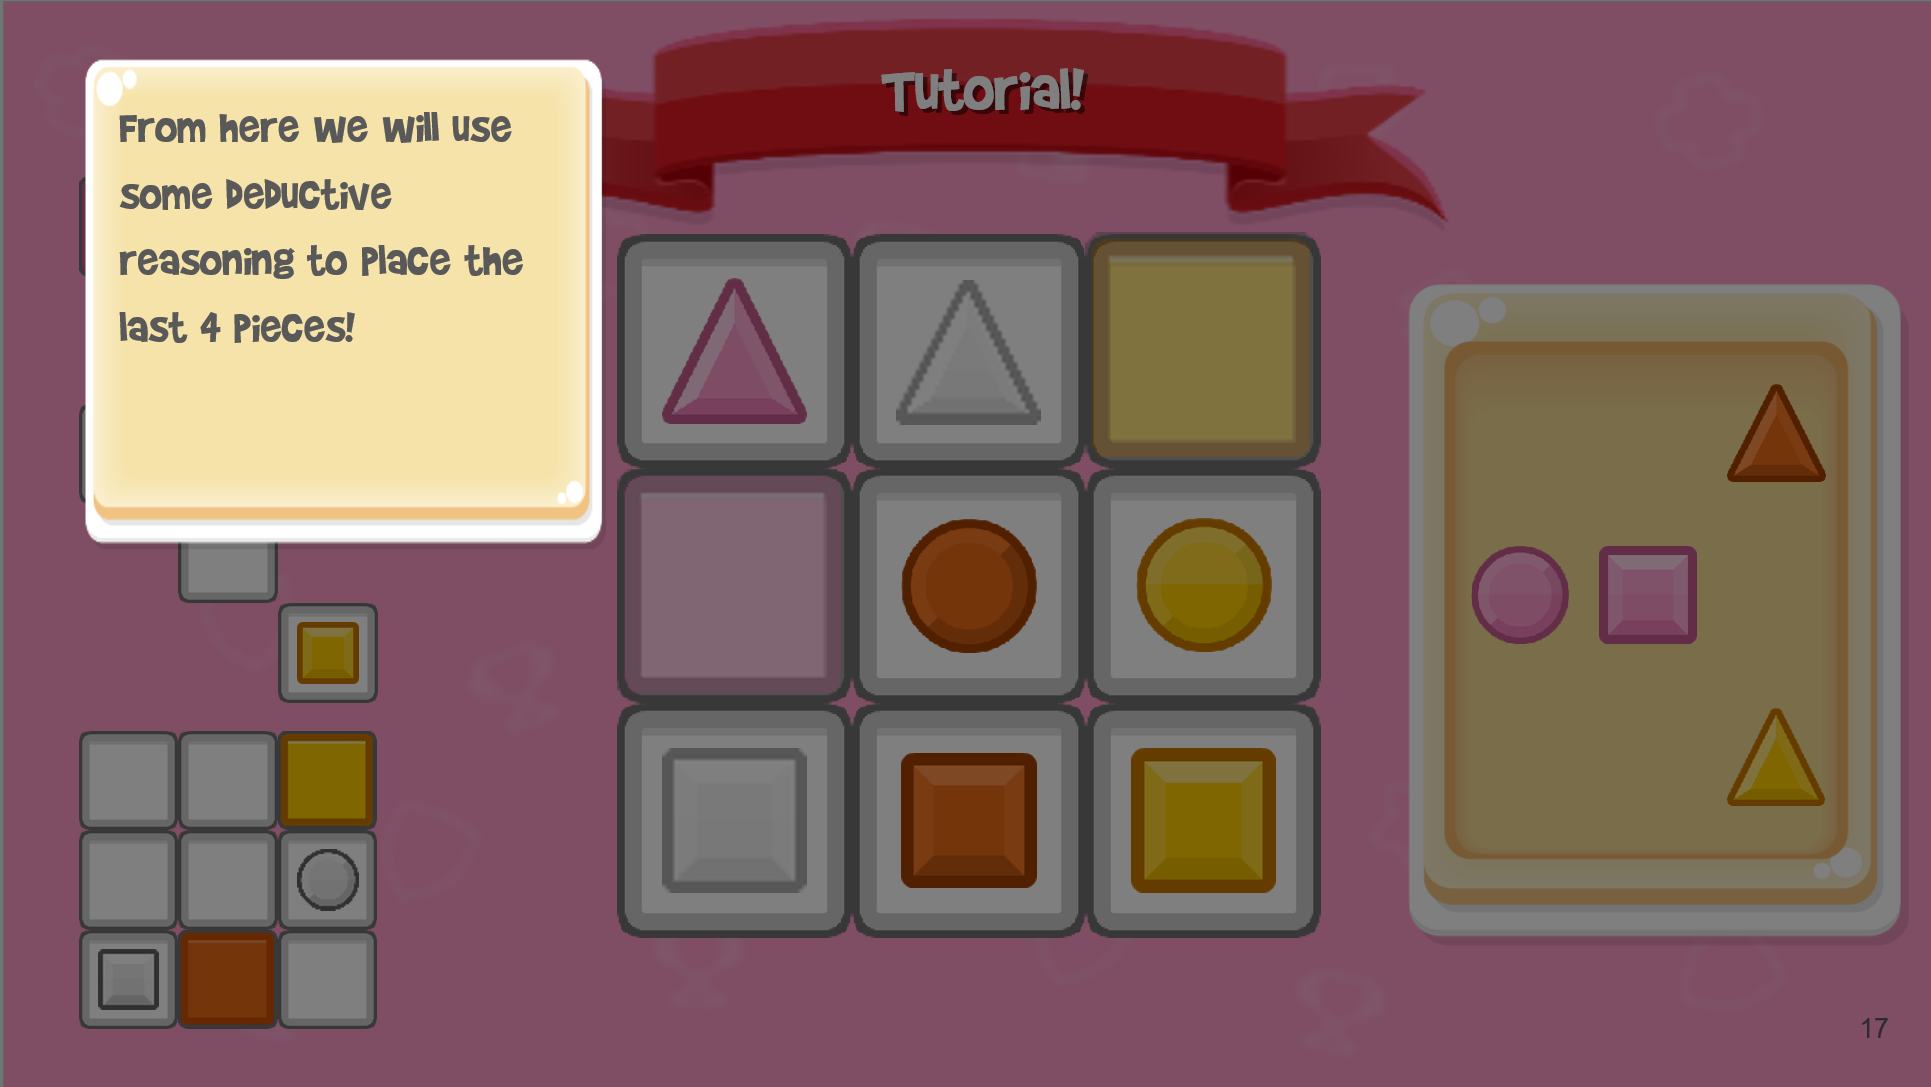 Tutorial!
From here we will use
some deductive
reasoning to place the
last 4 pieces!
17